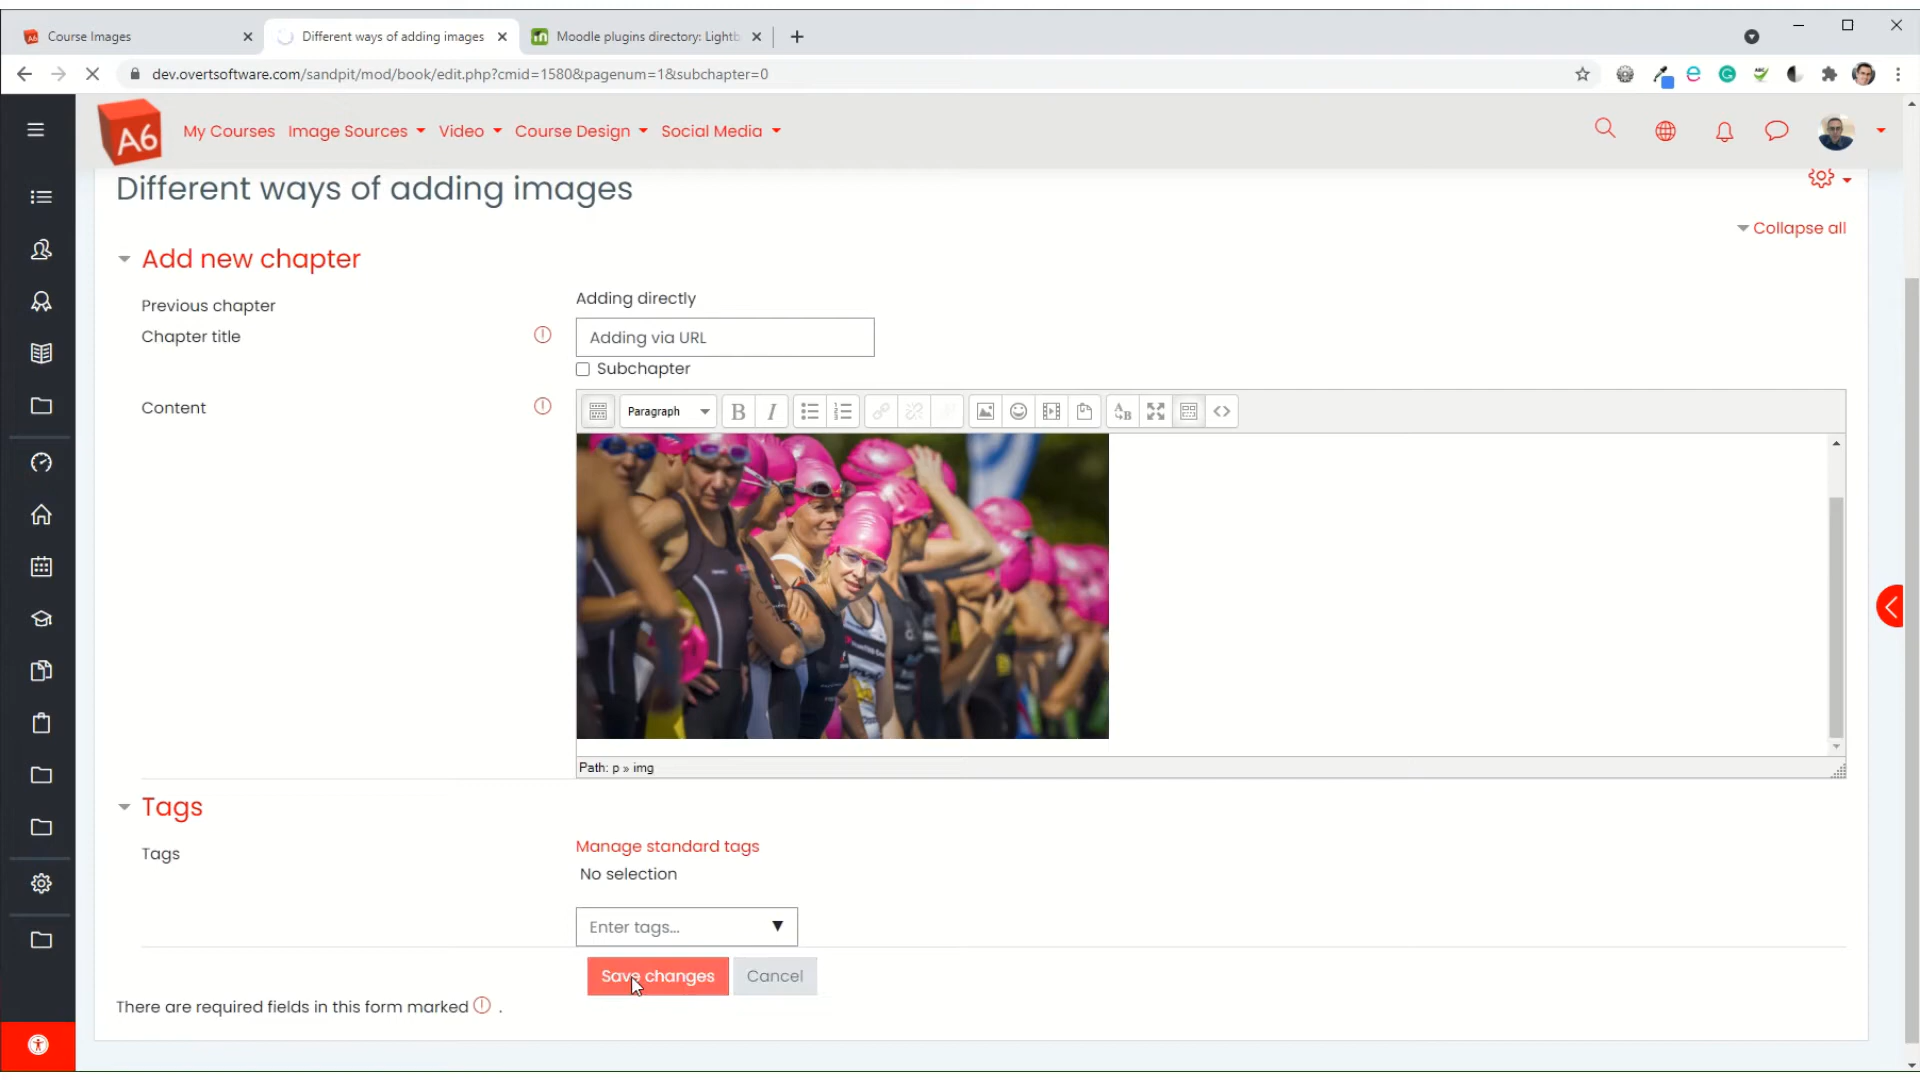 Course Images
Different ways of adding images
Moodle plugins directory: Lightb
dev.overtsoftware.com/sandpit/mod/book/edit.php?cmid=1580&pagenum=1&subchapter=0
A6
My Courses Image Sources Video Course Design Social Media
Different ways of adding images
Collapse all
Add new chapter
Previous chapter Adding directly
Chapter title Adding via URL
Subchapter
Content
Paragraph B I
Path: p » img
Tags
Tags Manage standard tags
No selection
Enter tags...
Save changes Cancel
There are required fields in this form marked .